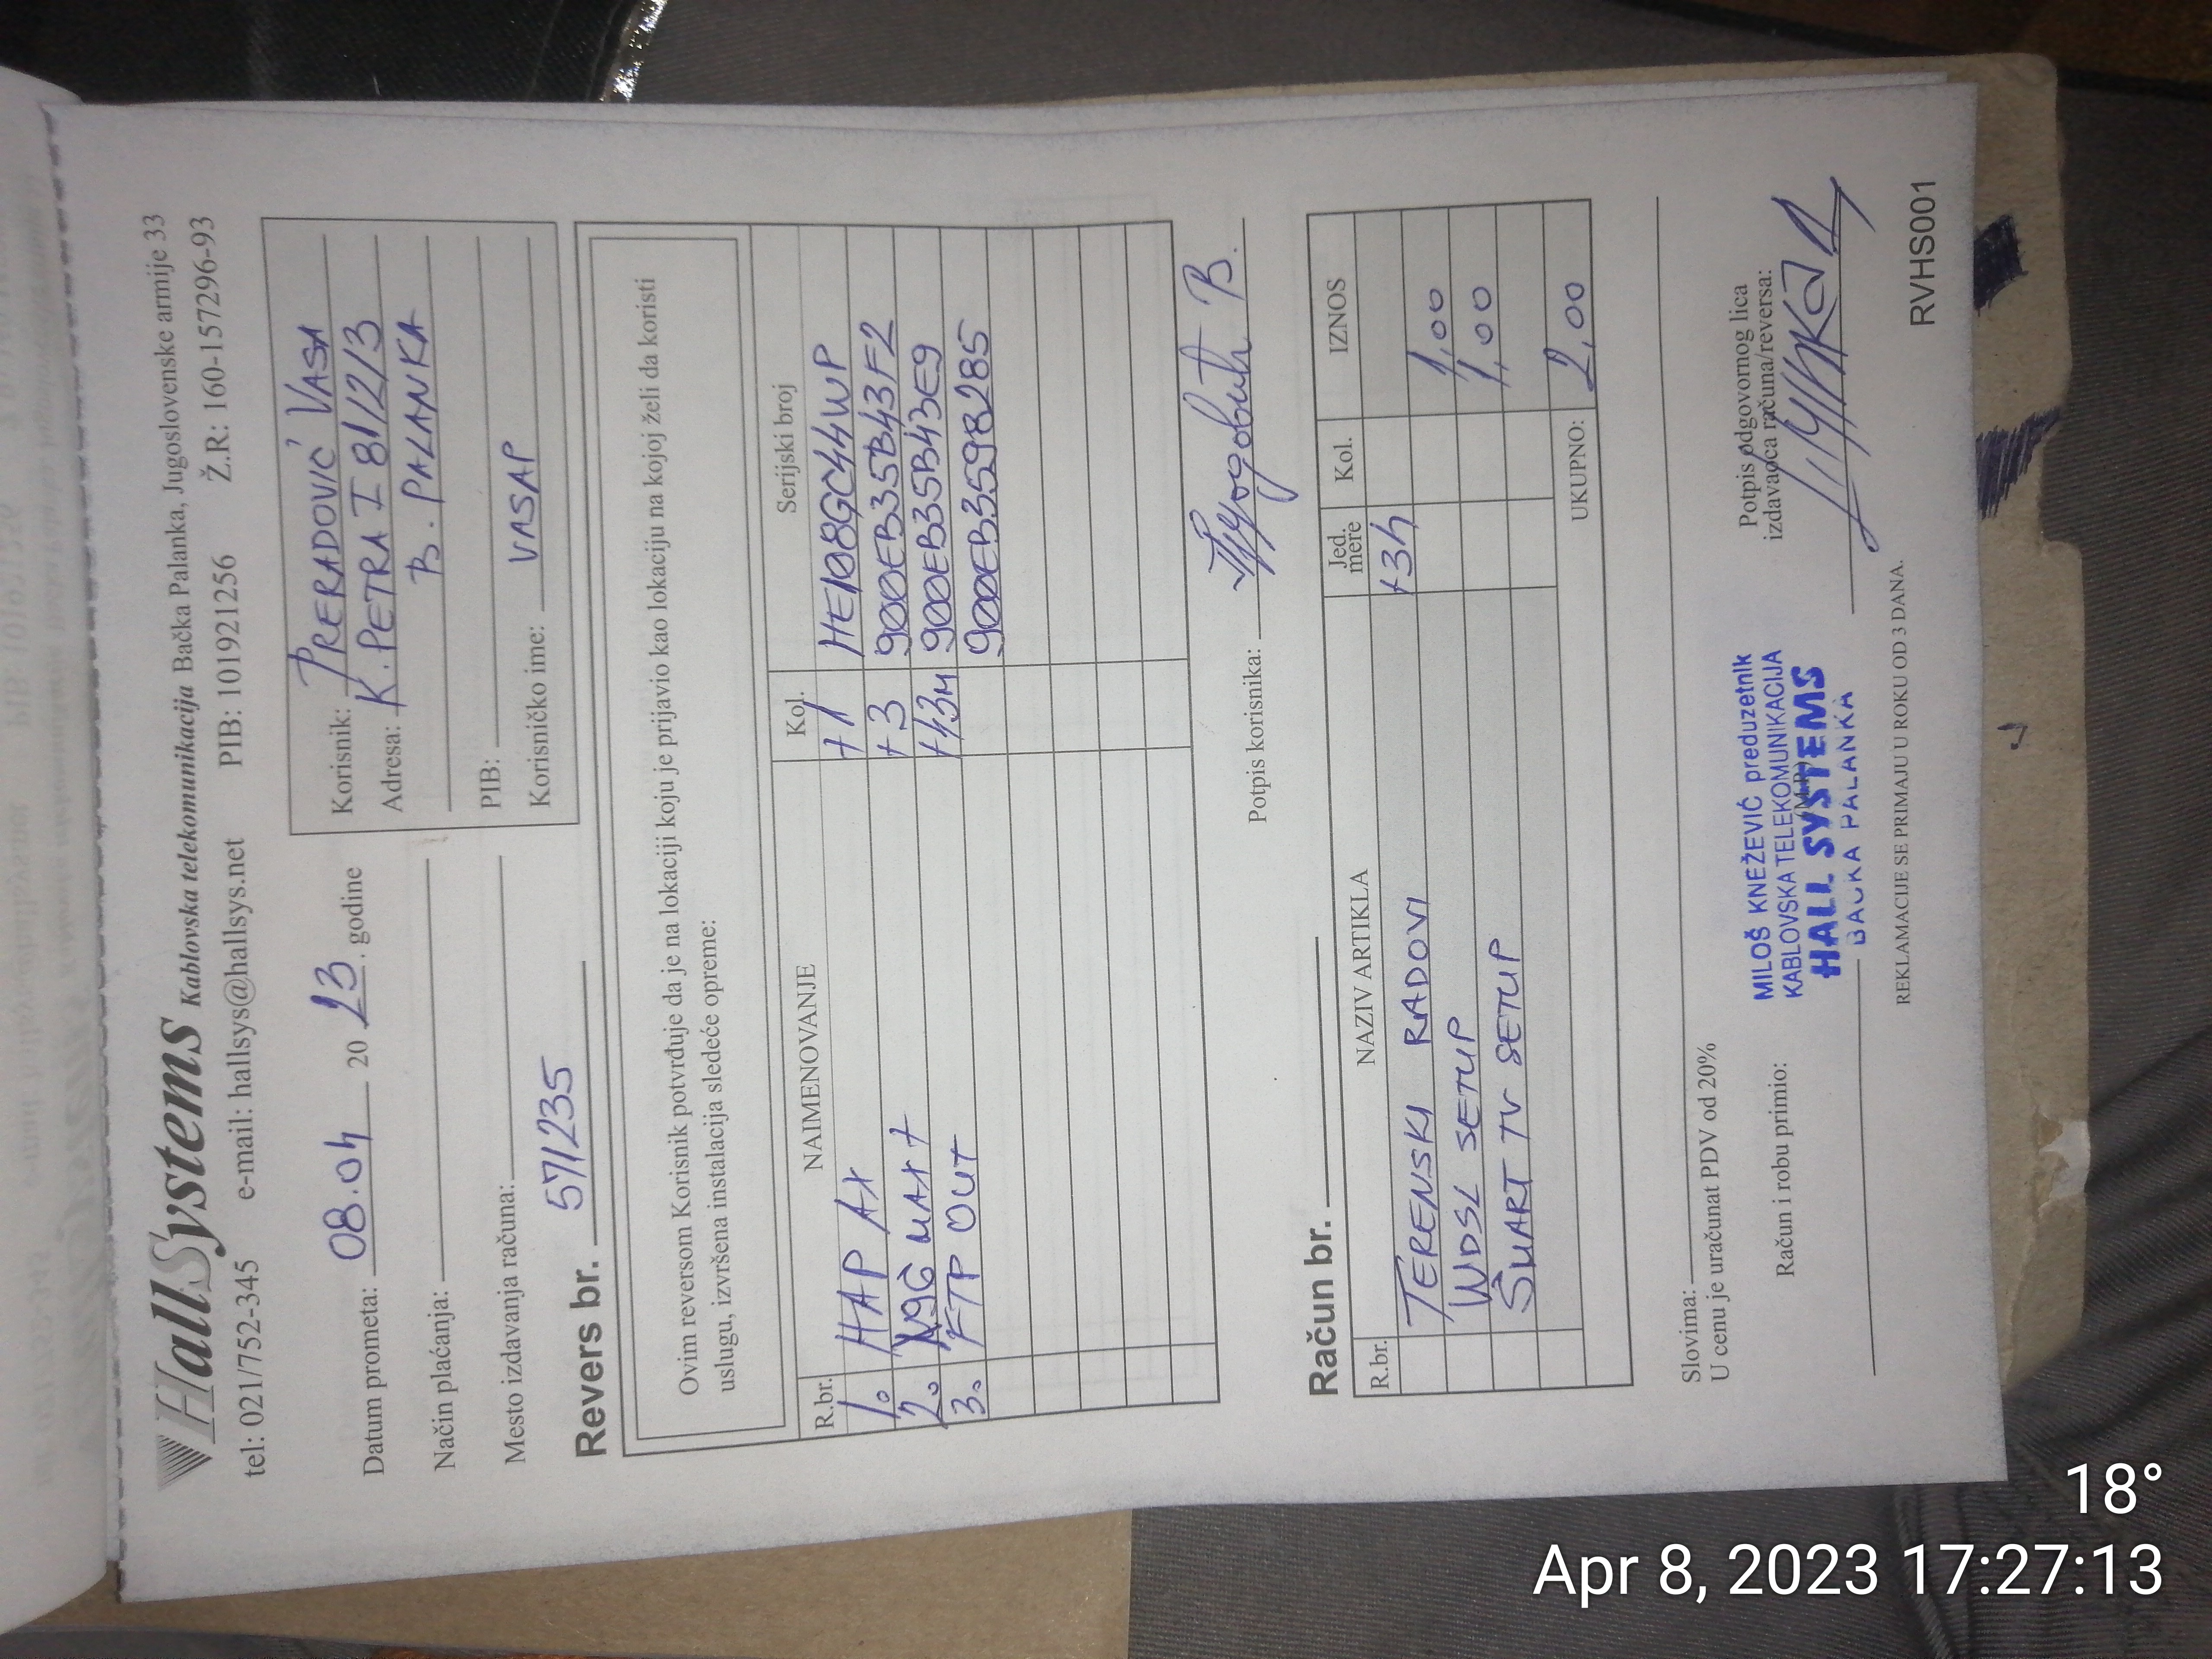 HallSystems Kablovska telekomunikacija Bačka Palanka, Jugoslovenske armije 33
tel: 021/752-345 e-mail: hallsys@hallsys.net PIB: 101921256 Ž.R: 160-157296-93
Datum prometa: 08.04 20 23. godine
Način plaćanja:
Mesto izdavanja računa:
Korisnik: PRERADOVIĆ VASA
Adresa: K. PETRA I 81/2/3
B. PALANKA
PIB:
Korisničko ime: VASAP
Revers br. 571235
Ovim reversom Korisnik potvrđuje da je na lokaciji koju je prijavio kao lokaciju na kojoj želi da koristi
uslugu, izvršena instalacija sledeće opreme:
R.br. NAIMENOVANJE Kol. Serijski broj
1. HAP Ax +1 HE108GC44WP
2. +3 900EB35B43F2
3. FTP OUT +43m 900EB35B43E9
900EB3598285
Potpis korisnika:
Račun br.
R.br. NAZIV ARTIKLA Jed. mere Kol. IZNOS
+3h
TERENSKI RADOVI 1,00
WDSL SETUP 1,00
SMART TV SETUP
UKUPNO: 2,00
Slovima:
U cenu je uračunat PDV od 20%
Račun i robu primio:
MILOŠ KNEŽEVIĆ preduzetnik
KABLOVSKA TELEKOMUNIKACIJA
HALL SYSTEMS
BAČKA PALANKA
Potpis odgovornog lica
izdavaoca računa/reversa:
REKLAMACIJE SE PRIMAJU U ROKU OD 3 DANA.
RVHS001
18°
Apr 8, 2023 17:27:13